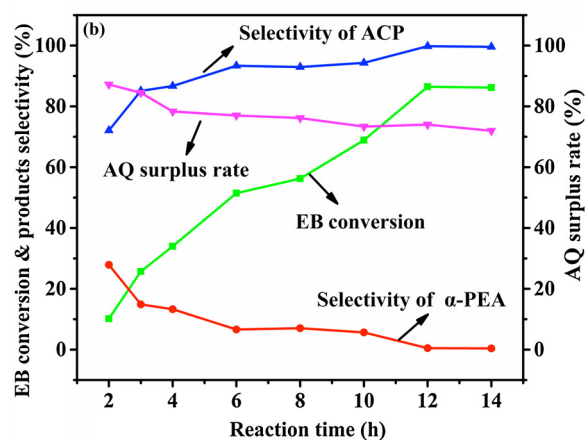 (b)
Selectivity of ACP
AQ surplus rate
EB conversion
Selectivity of α-PEA
EB conversion & products selectivity (%)
100
80
60
40
20
0
AQ surplus rate (%)
100
80
60
40
20
0
2 4 6 8 10 12 14
Reaction time (h)